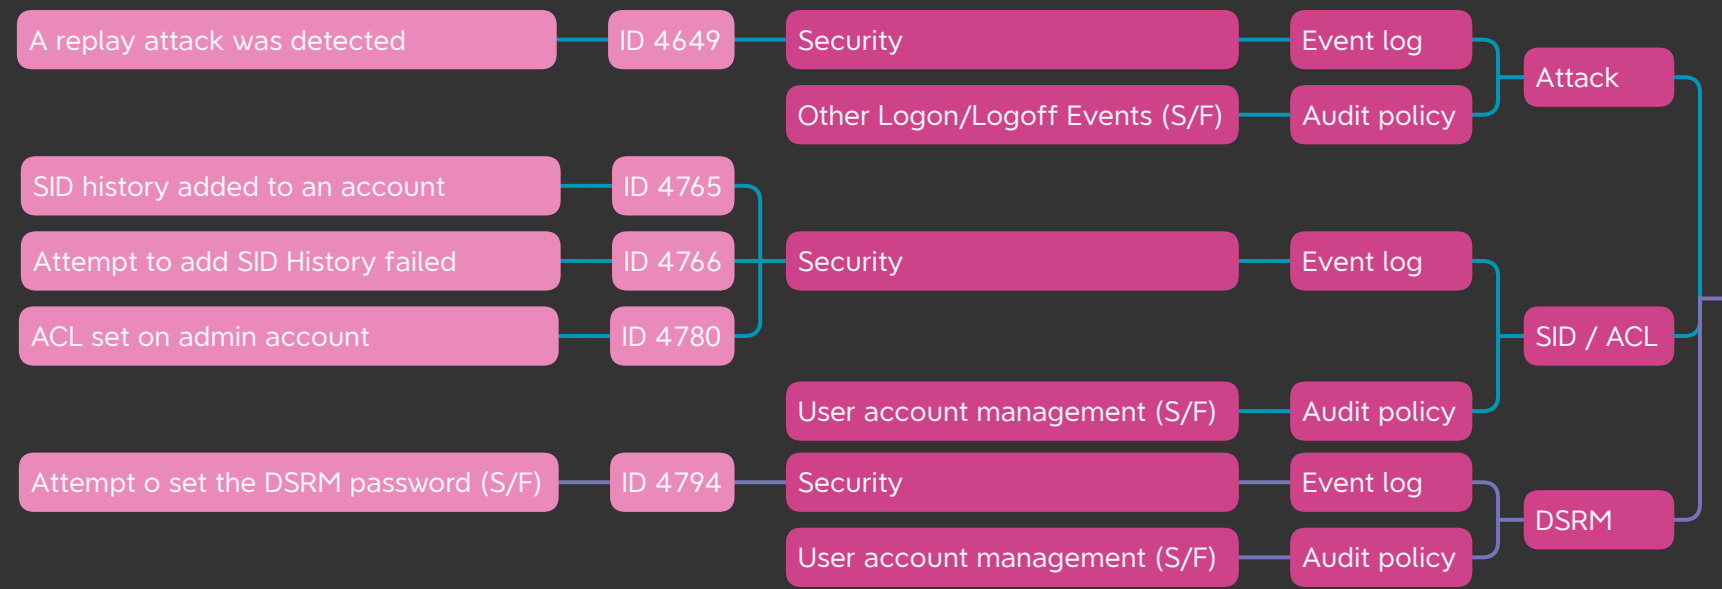 A replay attack was detected
ID 4649
Security
Event log
Attack
Other Logon/Logoff Events (S/F)
Audit policy
SID history added to an account
ID 4765
Attempt to add SID History failed
ID 4766
Security
Event log
ACL set on admin account
ID 4780
SID / ACL
User account management (S/F)
Audit policy
Attempt o set the DSRM password (S/F)
ID 4794
Security
Event log
DSRM
User account management (S/F)
Audit policy